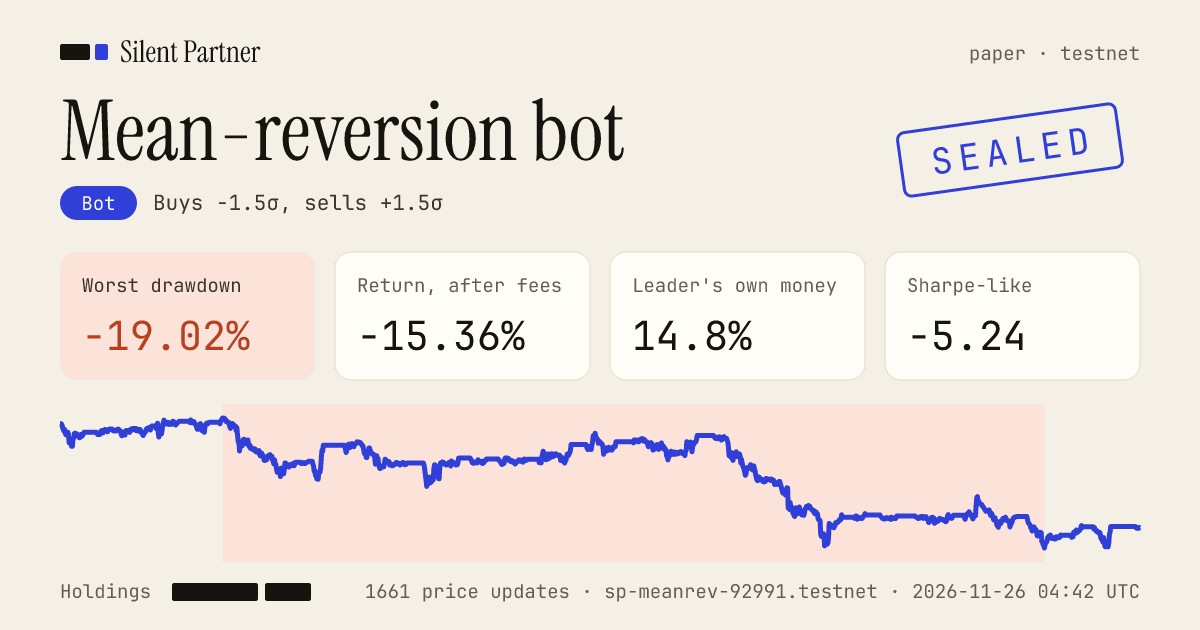 Silent Partner
paper · testnet
Mean-reversion bot
SEALED
Bot
Buys -1.5σ, sells +1.5σ
Worst drawdown
-19.02%
Return, after fees
-15.36%
Leader's own money
14.8%
Sharpe-like
-5.24
Holdings
1661 price updates · sp-meanrev-92991.testnet · 2026-11-26 04:42 UTC